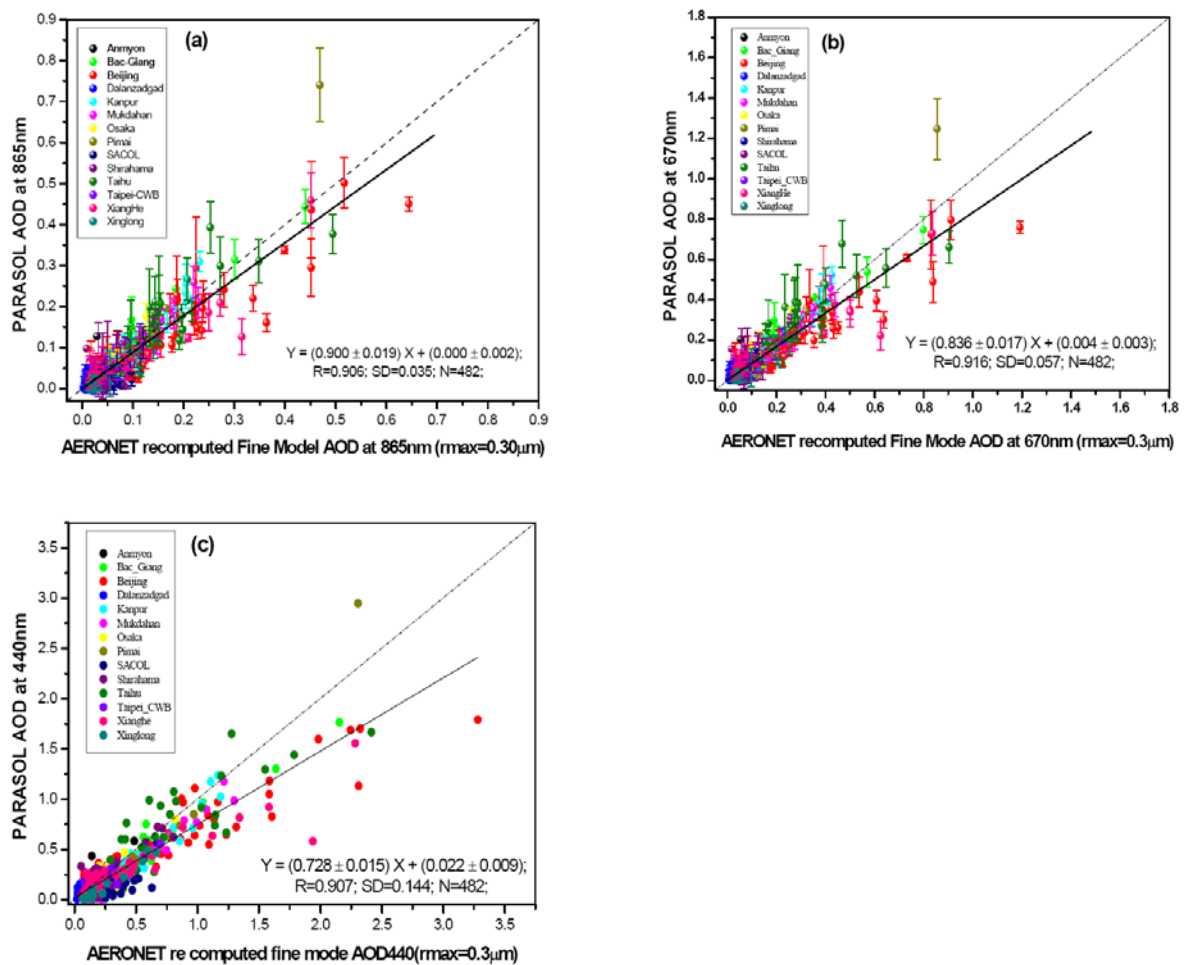 (a)
PARASOL AOD at 865nm
0.9
0.8
0.7
0.6
0.5
0.4
0.3
0.2
0.1
0.0
Anmyon
Bac-Giang
Beijing
Dalanzadgad
Kanpur
Mukdahan
Osaka
Pimai
SACOL
Shirahama
Taihu
Taipei-CWB
XiangHe
Xinglong
Y = (0.900 ± 0.019) X + (0.000 ± 0.002);
R=0.906; SD=0.035; N=482;
0.0 0.1 0.2 0.3 0.4 0.5 0.6 0.7 0.8 0.9
AERONET recomputed Fine Model AOD at 865nm (rmax=0.30μm)
(b)
PARASOL AOD at 670nm
1.8
1.6
1.4
1.2
1.0
0.8
0.6
0.4
0.2
0.0
Anmyon
Bac_Giang
Beijing
Dalanzadgad
Kanpur
Mukdahan
Osaka
Pimai
Shirahama
SACOL
Taihu
Taipei_CWB
XiangHe
Xinglong
Y = (0.836 ± 0.017) X + (0.004 ± 0.003);
R=0.916; SD=0.057; N=482;
0.0 0.2 0.4 0.6 0.8 1.0 1.2 1.4 1.6 1.8
AERONET recomputed Fine Mode AOD at 670nm (rmax=0.3μm)
(c)
PARASOL AOD at 440nm
3.5
3.0
2.5
2.0
1.5
1.0
0.5
0.0
Anmyon
Bac_Giang
Beijing
Dalanzadgad
Kanpur
Mukdahan
Osaka
Pimai
SACOL
Shirahama
Taihu
Taipei_CWB
Xianghe
Xinglong
Y = (0.728 ± 0.015) X + (0.022 ± 0.009);
R=0.907; SD=0.144; N=482;
0.0 0.5 1.0 1.5 2.0 2.5 3.0 3.5
AERONET re computed fine mode AOD440(rmax=0.3μm)